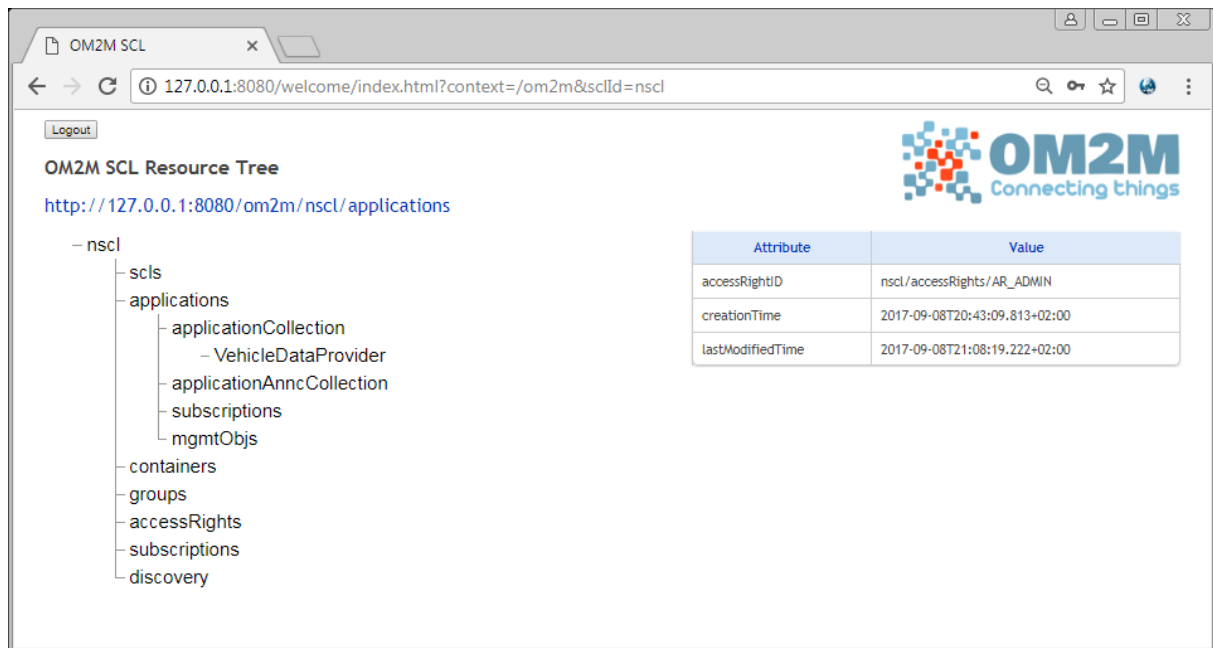 OM2M SCL
127.0.0.1:8080/welcome/index.html?context=/om2m&sclId=nscl
Logout
OM2M SCL Resource Tree
http://127.0.0.1:8080/om2m/nscl/applications
OM2M
Connecting things
nscl
scls
applications
applicationCollection
VehicleDataProvider
applicationAnncCollection
subscriptions
mgmtObjs
containers
groups
accessRights
subscriptions
discovery
Attribute Value
accessRightID nscl/accessRights/AR_ADMIN
creationTime 2017-09-08T20:43:09.813+02:00
lastModifiedTime 2017-09-08T21:08:19.222+02:00